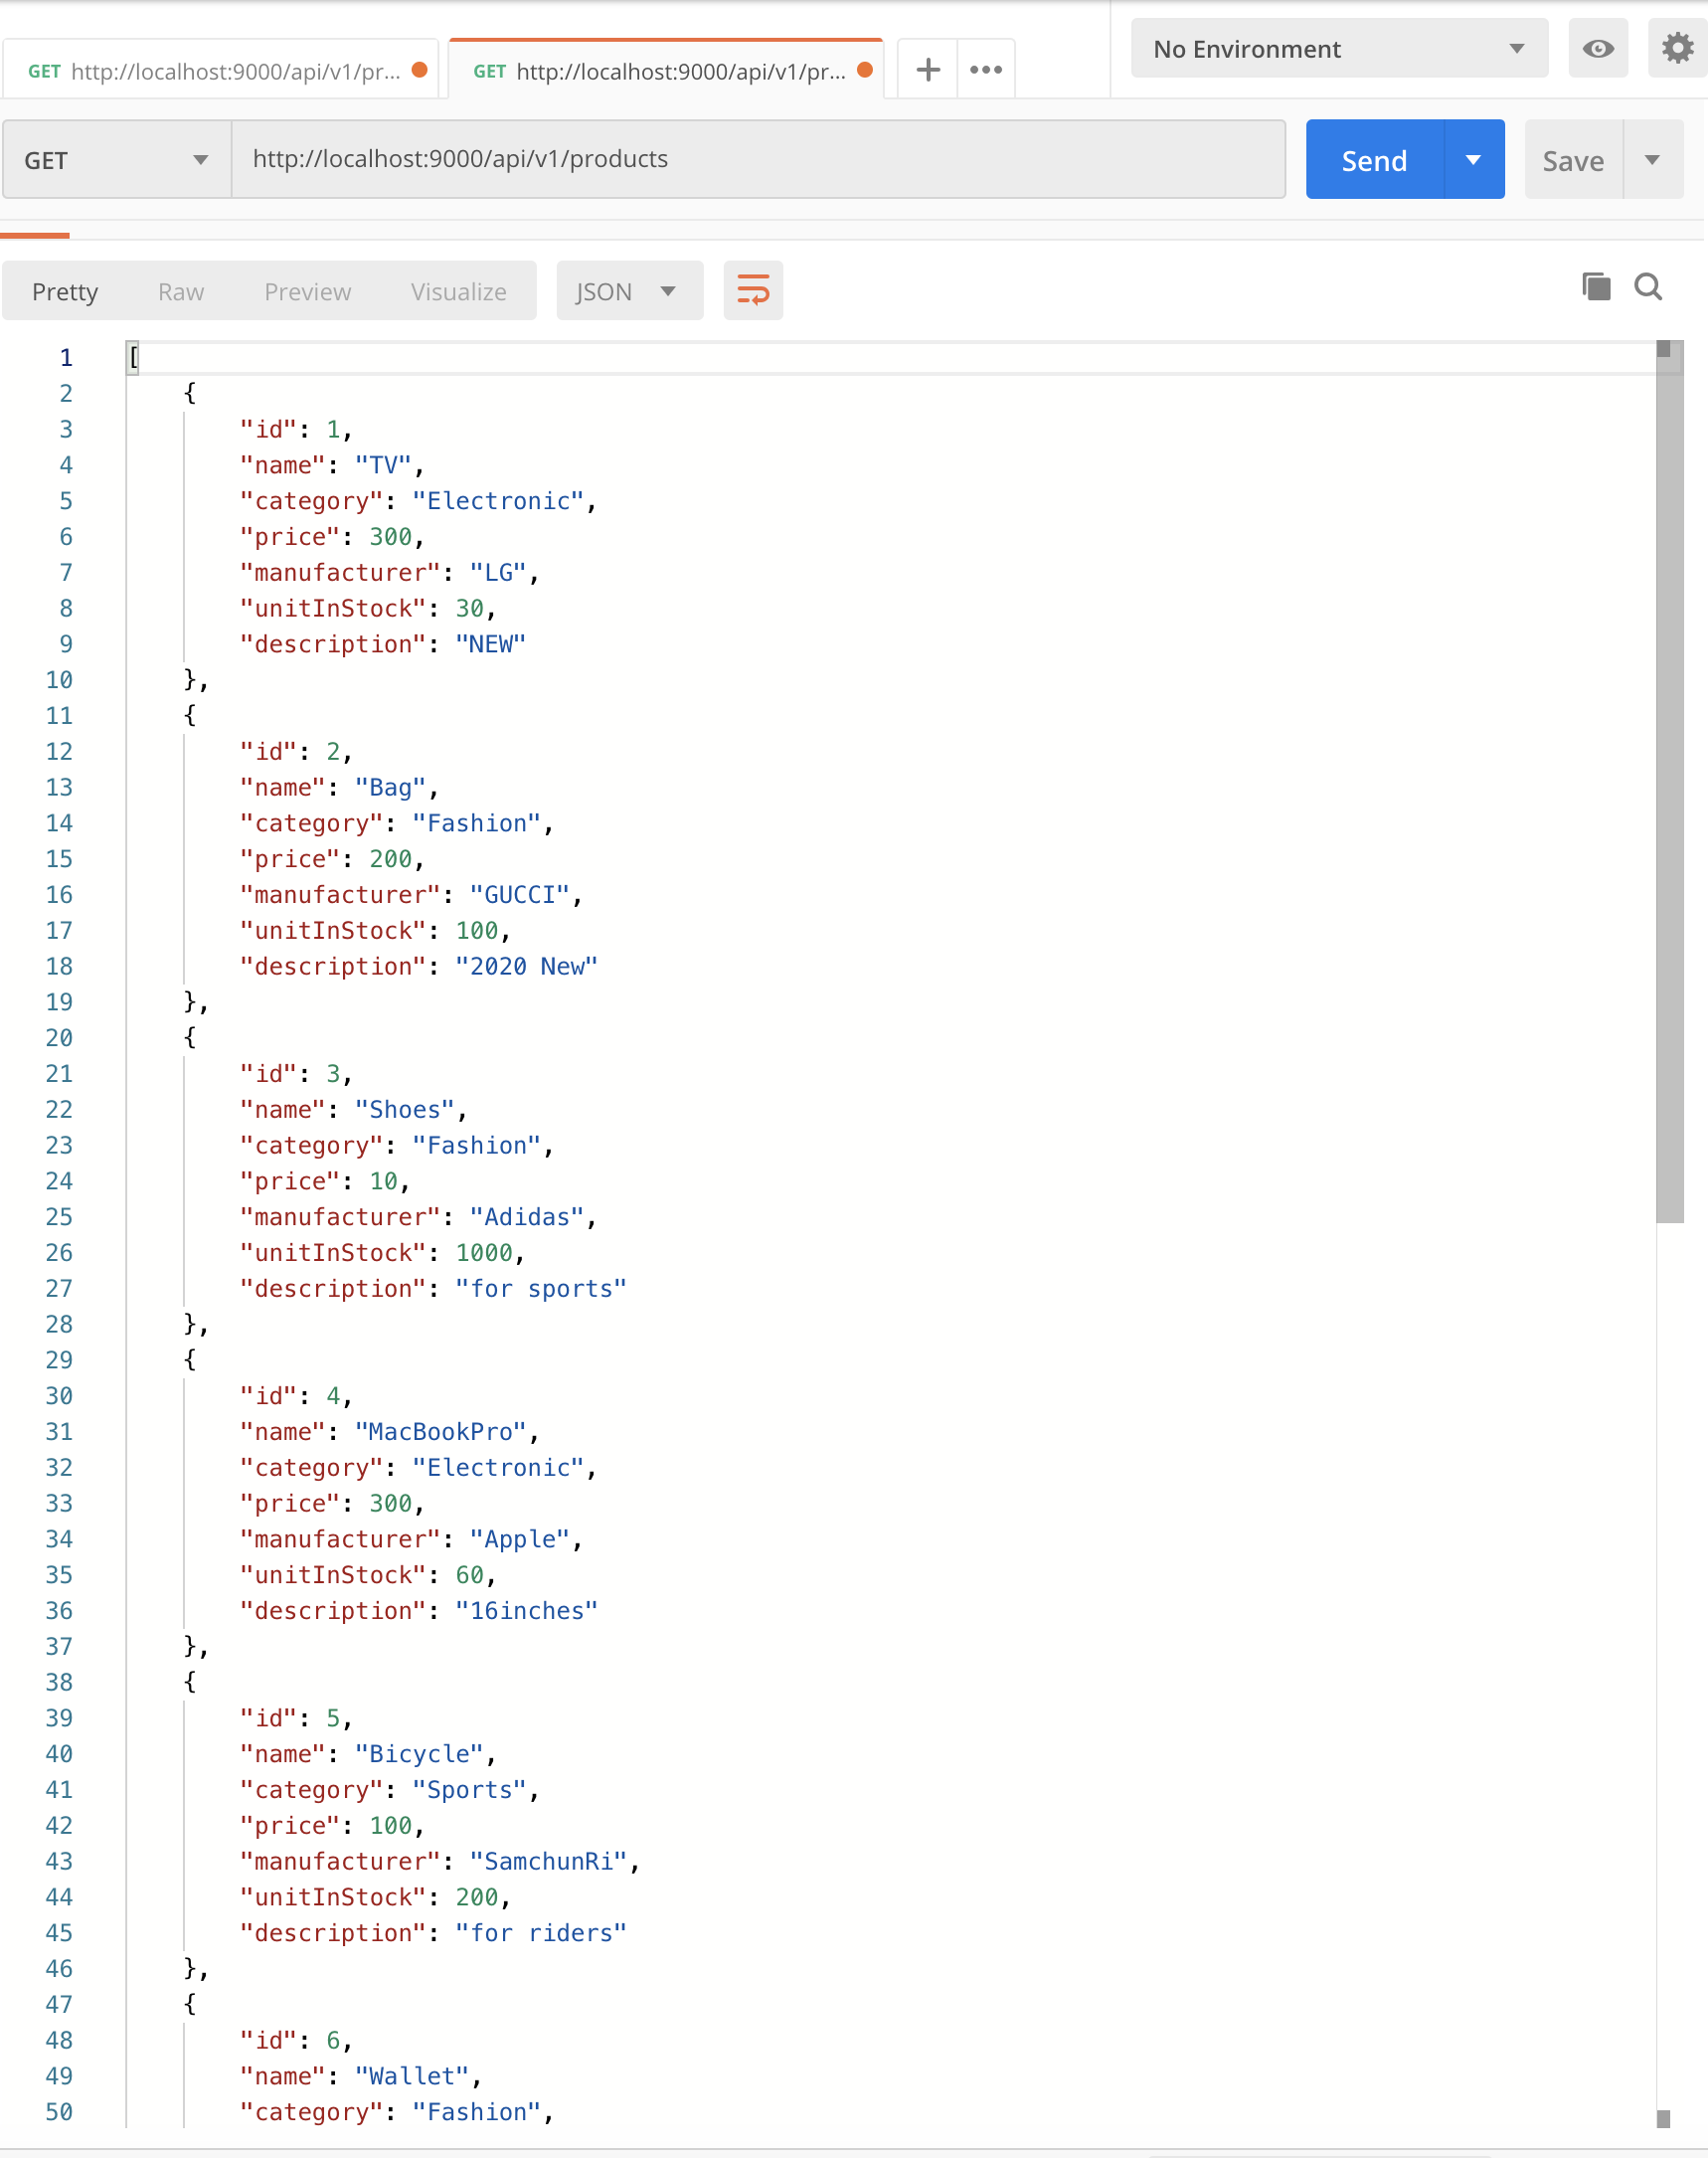 GET http://localhost:9000/api/v1/pr...
GET http://localhost:9000/api/v1/pr...
No Environment
GET
http://localhost:9000/api/v1/products
Send
Save
Pretty
Raw
Preview
Visualize
JSON
1 [
2 {
3 "id": 1,
4 "name": "TV",
5 "category": "Electronic",
6 "price": 300,
7 "manufacturer": "LG",
8 "unitInStock": 30,
9 "description": "NEW"
10 },
11 {
12 "id": 2,
13 "name": "Bag",
14 "category": "Fashion",
15 "price": 200,
16 "manufacturer": "GUCCI",
17 "unitInStock": 100,
18 "description": "2020 New"
19 },
20 {
21 "id": 3,
22 "name": "Shoes",
23 "category": "Fashion",
24 "price": 10,
25 "manufacturer": "Adidas",
26 "unitInStock": 1000,
27 "description": "for sports"
28 },
29 {
30 "id": 4,
31 "name": "MacBookPro",
32 "category": "Electronic",
33 "price": 300,
34 "manufacturer": "Apple",
35 "unitInStock": 60,
36 "description": "16inches"
37 },
38 {
39 "id": 5,
40 "name": "Bicycle",
41 "category": "Sports",
42 "price": 100,
43 "manufacturer": "SamchunRi",
44 "unitInStock": 200,
45 "description": "for riders"
46 },
47 {
48 "id": 6,
49 "name": "Wallet",
50 "category": "Fashion",